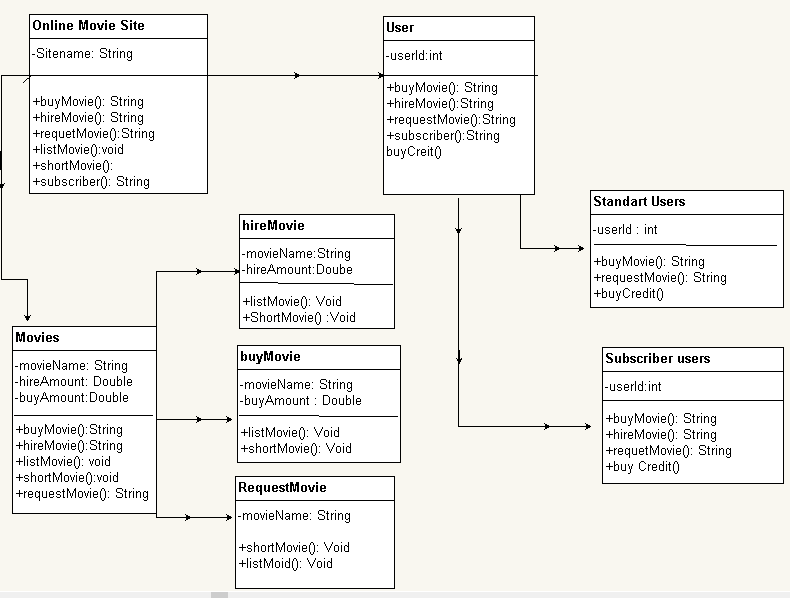 Online Movie Site
-Sitename: String
+buyMovie(): String
+hireMovie(): String
+requetMovie():String
+listMovie():void
+shortMovie():
+subscriber(): String
User
-userId:int
+buyMovie(): String
+hireMovie():String
+requestMovie():String
+subscriber():String
buyCreit()
Standart Users
-userId : int
+buyMovie(): String
+requestMovie(): String
+buyCredit()
hireMovie
-movieName:String
-hireAmount:Doube
+listMovie(): Void
+ShortMovie() :Void
Movies
-movieName: String
-hireAmount: Double
-buyAmount:Double
+buyMovie():String
+hireMovie():String
+listMovie(): void
+shortMovie():void
+requestMovie(): String
buyMovie
-movieName: String
-buyAmount : Double
+listMovie(): Void
+shortMovie(): Void
Subscriber users
-userId:int
+buyMovie(): String
+hireMovie(): String
+requetMovie(): String
+buy Credit()
RequestMovie
-movieName: String
+shortMovie(): Void
+listMoid(): Void